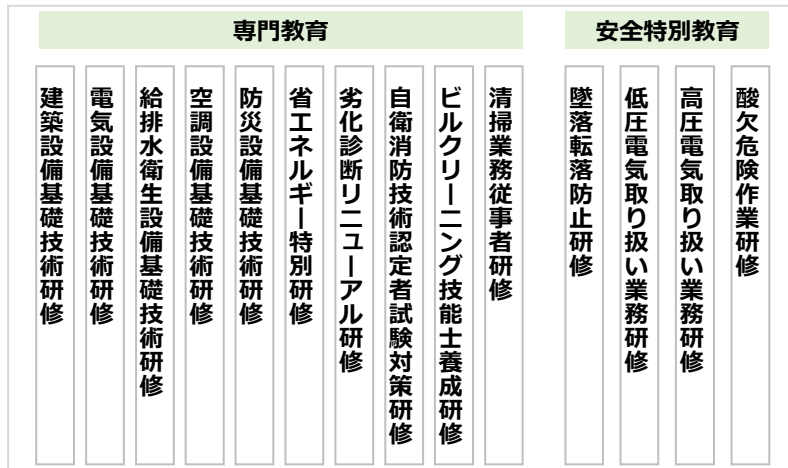 専門教育
建築設備基礎技術研修
電気設備基礎技術研修
給排水衛生設備基礎技術研修
空調設備基礎技術研修
防災設備基礎技術研修
省エネルギー特別研修
劣化診断リニューアル研修
自衛消防技術認定者試験対策研修
ビルクリーニング技能士養成研修
清掃業務従事者研修
安全特別教育
墜落転落防止研修
低圧電気取り扱い業務研修
高圧電気取り扱い業務研修
酸欠危険作業研修